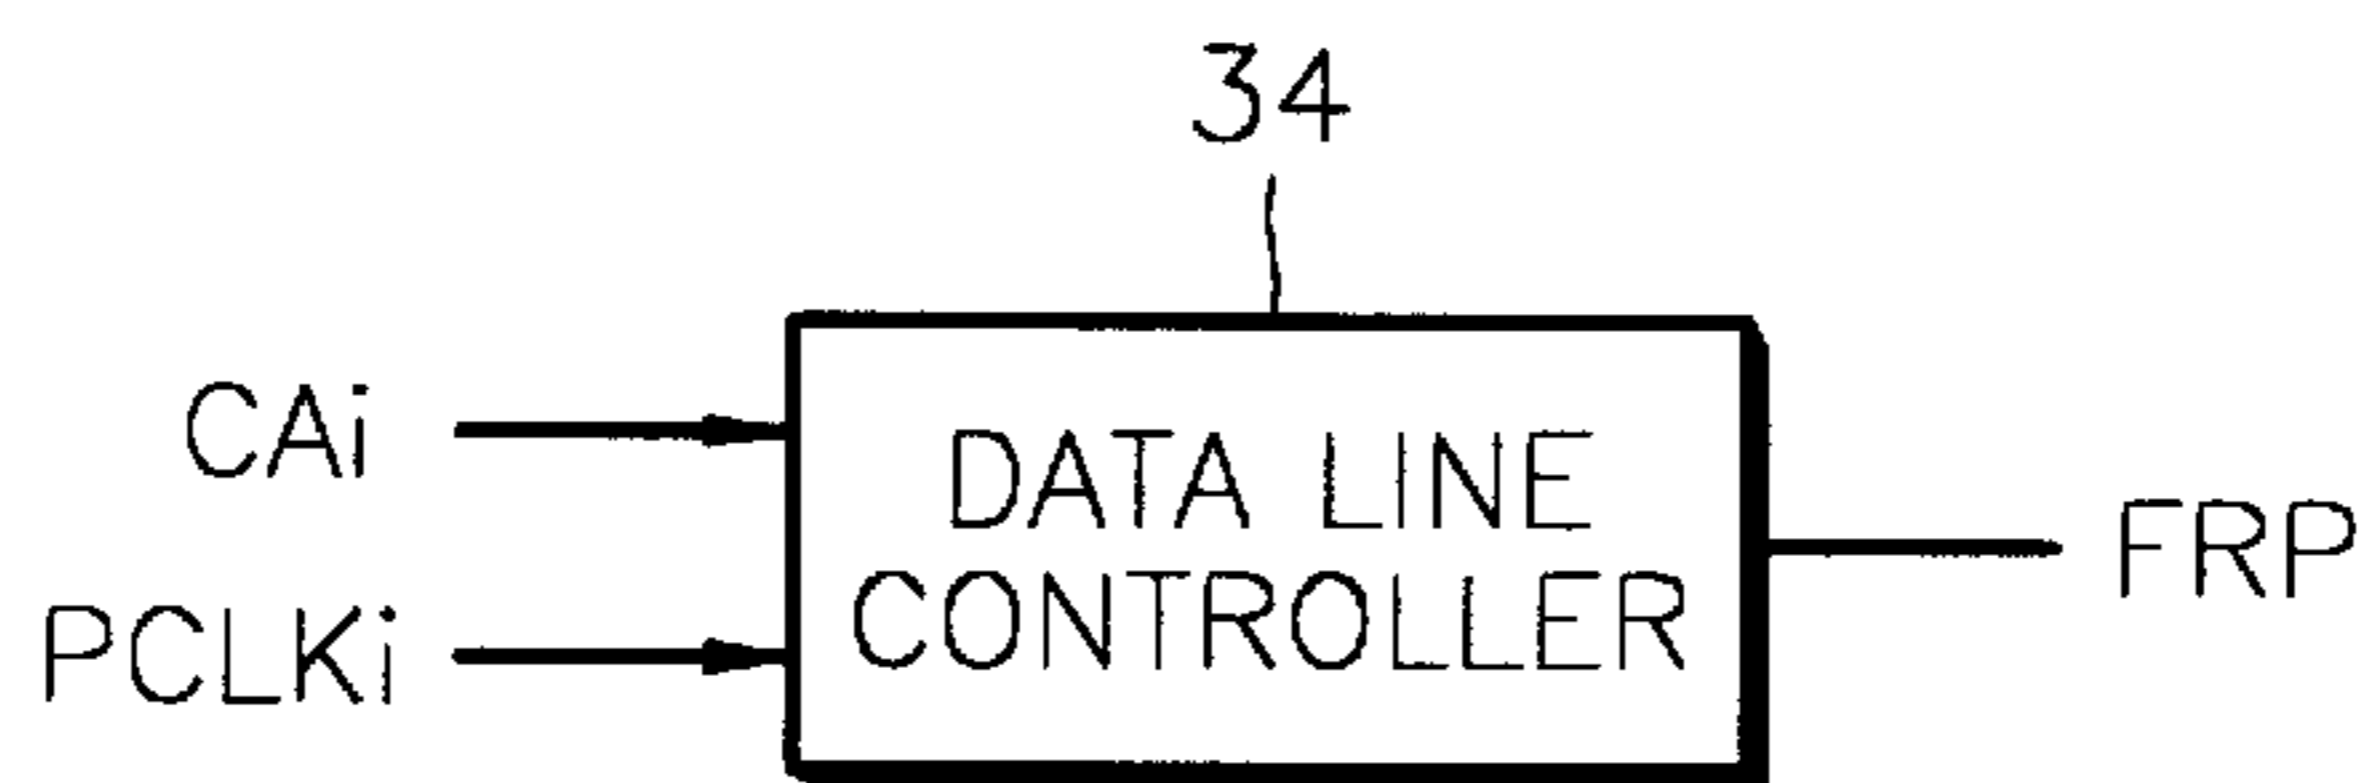 34
CAi
DATA LINE
CONTROLLER
FRP
PCLKi